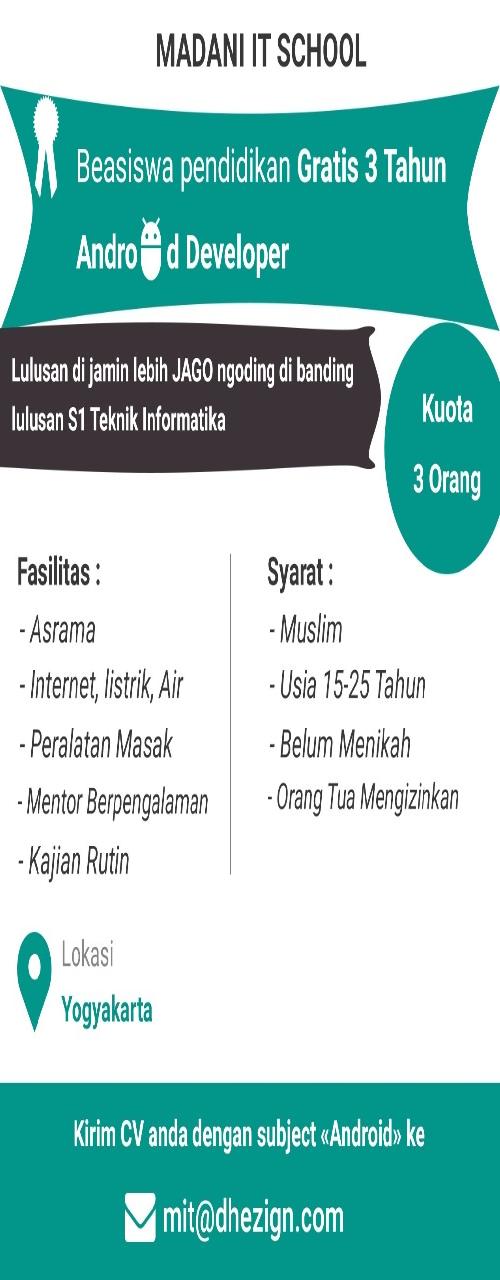 MADANI IT SCHOOL
Beasiswa pendidikan Gratis 3 Tahun
Android Developer
Lulusan di jamin lebih JAGO ngoding di banding
lulusan S1 Teknik Informatika
Kuota
3 Orang
Fasilitas :
- Asrama
- Internet, listrik, Air
- Peralatan Masak
- Mentor Berpengalaman
- Kajian Rutin
Syarat :
- Muslim
- Usia 15-25 Tahun
- Belum Menikah
- Orang Tua Mengizinkan
Lokasi
Yogyakarta
Kirim CV anda dengan subject «Android» ke
mit@dhezign.com